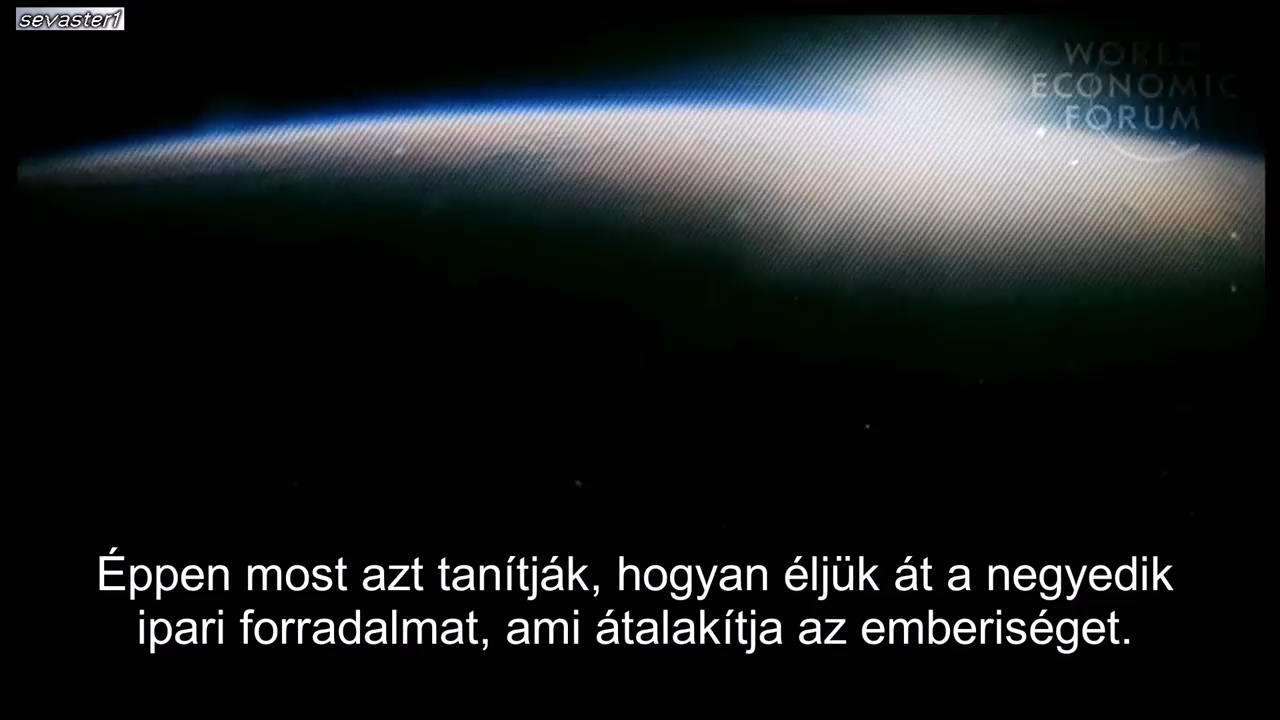 sevaster1
WORLD
ECONOMIC
FORUM
Éppen most azt tanítják, hogyan éljük át a negyedik
ipari forradalmat, ami átalakítja az emberiséget.